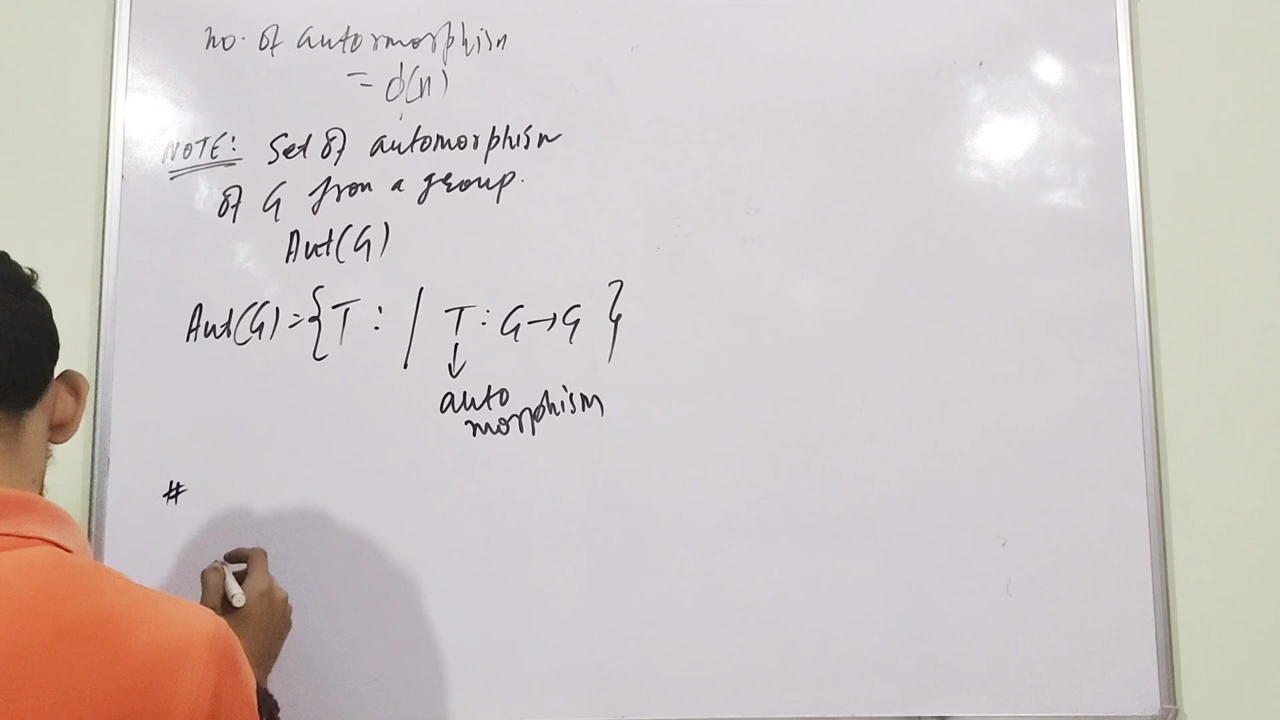 no. of automorphism
= ϕ(n)
NOTE: Set of automorphism
of G from a group.
Aut(G)
Aut(G) = { T : | T : G → G }
↓
auto
morphism
#